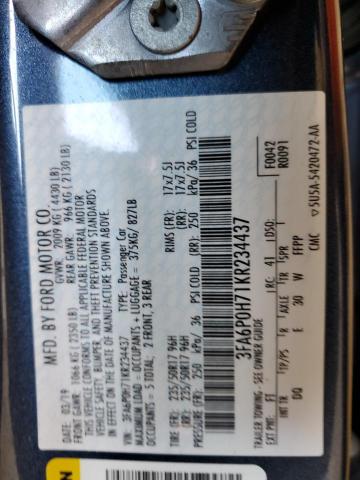 MFD. BY FORD MOTOR CO.
DATE: 03/19 GVWR: 2009 KG (4430 LB)
FRONT GAWR: 1066 KG (2350 LB) REAR GAWR: 966 KG (2130 LB)
THIS VEHICLE CONFORMS TO ALL APPLICABLE FEDERAL MOTOR
VEHICLE SAFETY, BUMPER, AND THEFT PREVENTION STANDARDS
IN EFFECT ON THE DATE OF MANUFACTURE SHOWN ABOVE
VIN: 3FA6P0H71KR234437 TYPE: Passenger Car
MAXIMUM LOAD= OCCUPANTS + LUGGAGE = 375KG/ 827LB
OCCUPANTS = 5 TOTAL: 2 FRONT, 3 REAR
TIRE (FR): 235/50R17 96H RIMS (FR): 17x7.5J
(RR): 235/50R17 96H (RR): 17x7.5J
PRESSURE (FR): 250 kPa/ 36 PSI COLD (RR): 250 kPa/ 36 PSI COLD
3FA6P0H71KR234437
F0042
R0091
TRAILER TOWING - SEE OWNER GUIDE
EXT PNT: FT RC: 41 DSO:
INT TR TP/PS R AXLE TR SPR
DQ E 30 W FFPP
CMC 5U5A-5420472-AA